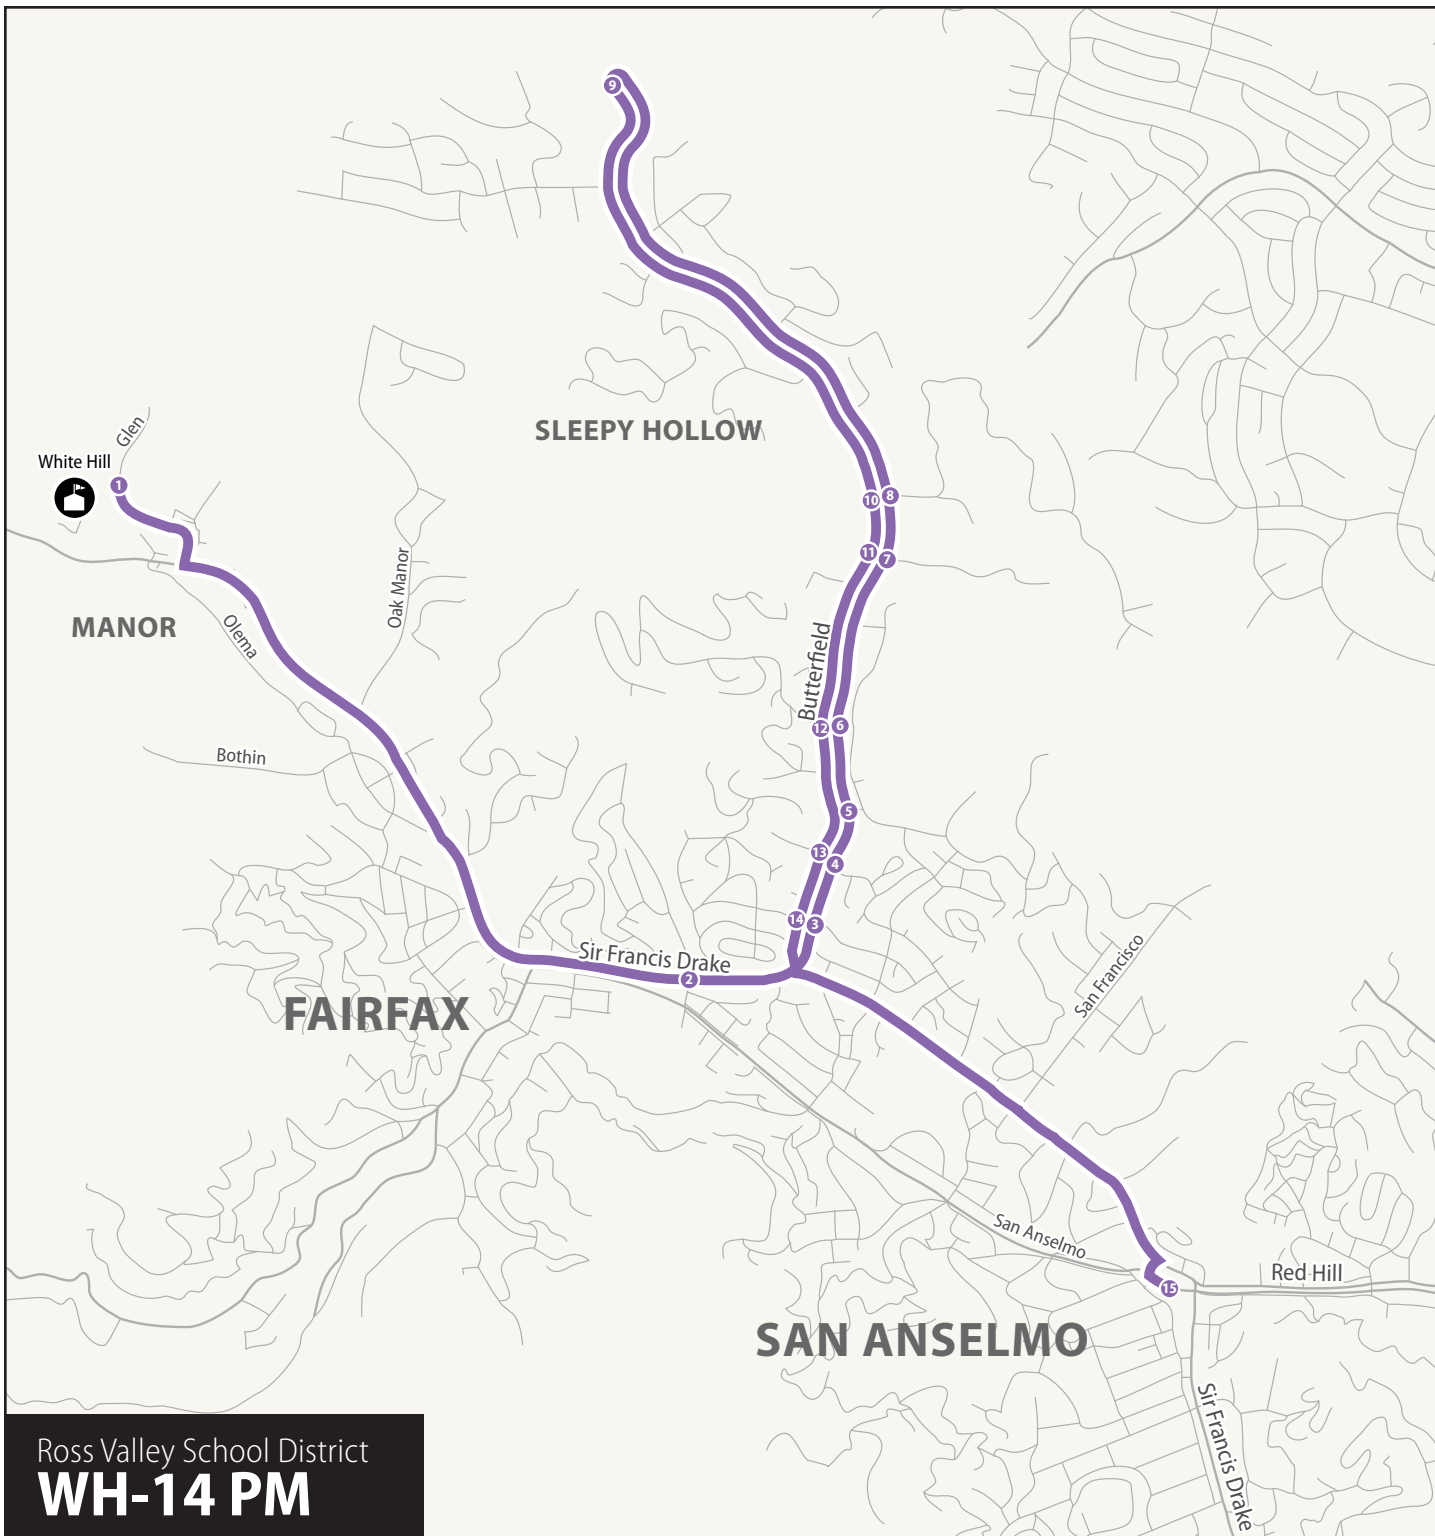 9
SLEEPY HOLLOW
Glen
White Hill
1
10
8
11
7
Oak Manor
MANOR
Olema
Butterfield
12
6
Bothin
5
13
4
14
3
Sir Francis Drake
2
San Francisco
FAIRFAX
San Anselmo
Red Hill
15
SAN ANSELMO
Sir Francis Drake
Ross Valley School District
WH-14 PM